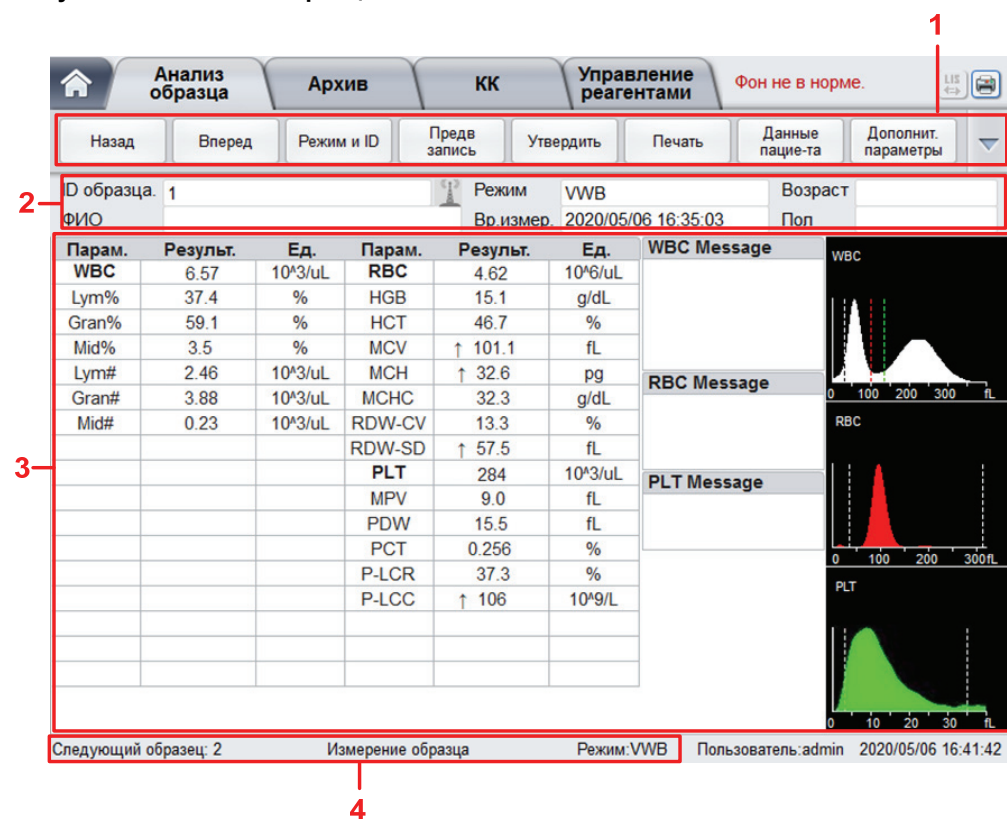 1
Анализ образца Архив КК Управление реагентами Фон не в норме. LIS
Назад Вперед Режим и ID Предв запись Утвердить Печать Данные пацие-та Дополнит. параметры
2
ID образца. 1 Режим VWB Возраст
ФИО Вр.измер. 2020/05/06 16:35:03 Пол
3
Парам. Результ. Ед. Парам. Результ. Ед.
WBC 6.57 10^3/uL RBC 4.62 10^6/uL
Lym% 37.4 % HGB 15.1 g/dL
Gran% 59.1 % HCT 46.7 %
Mid% 3.5 % MCV ↑ 101.1 fL
Lym# 2.46 10^3/uL MCH ↑ 32.6 pg
Gran# 3.88 10^3/uL MCHC 32.3 g/dL
Mid# 0.23 10^3/uL RDW-CV 13.3 %
RDW-SD ↑ 57.5 fL
PLT 284 10^3/uL
MPV 9.0 fL
PDW 15.5 fL
PCT 0.256 %
P-LCR 37.3 %
P-LCC ↑ 106 10^9/L
WBC Message
RBC Message
PLT Message
WBC
0 100 200 300 fL
RBC
0 100 200 300fL
PLT
0 10 20 30 fL
Следующий образец: 2 Измерение образца Режим:VWB Пользователь:admin 2020/05/06 16:41:42
4